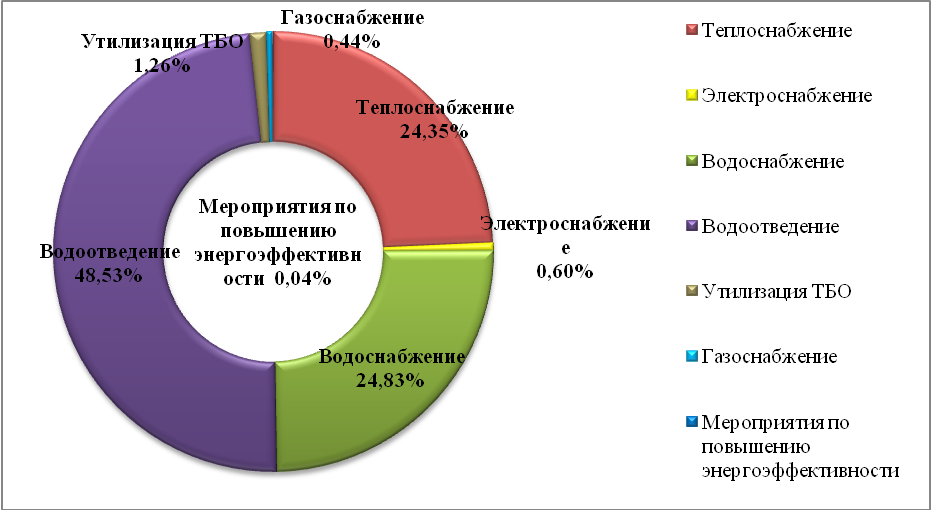 Газоснабжение
0,44%
Утилизация ТБО
1,26%
Теплоснабжение
24,35%
Мероприятия по
повышению
энергоэффективн
ости 0,04%
Электроснабжени
е
0,60%
Водоотведение
48,53%
Водоснабжение
24,83%
Теплоснабжение
Электроснабжение
Водоснабжение
Водоотведение
Утилизация ТБО
Газоснабжение
Мероприятия по
повышению
энергоэффективности